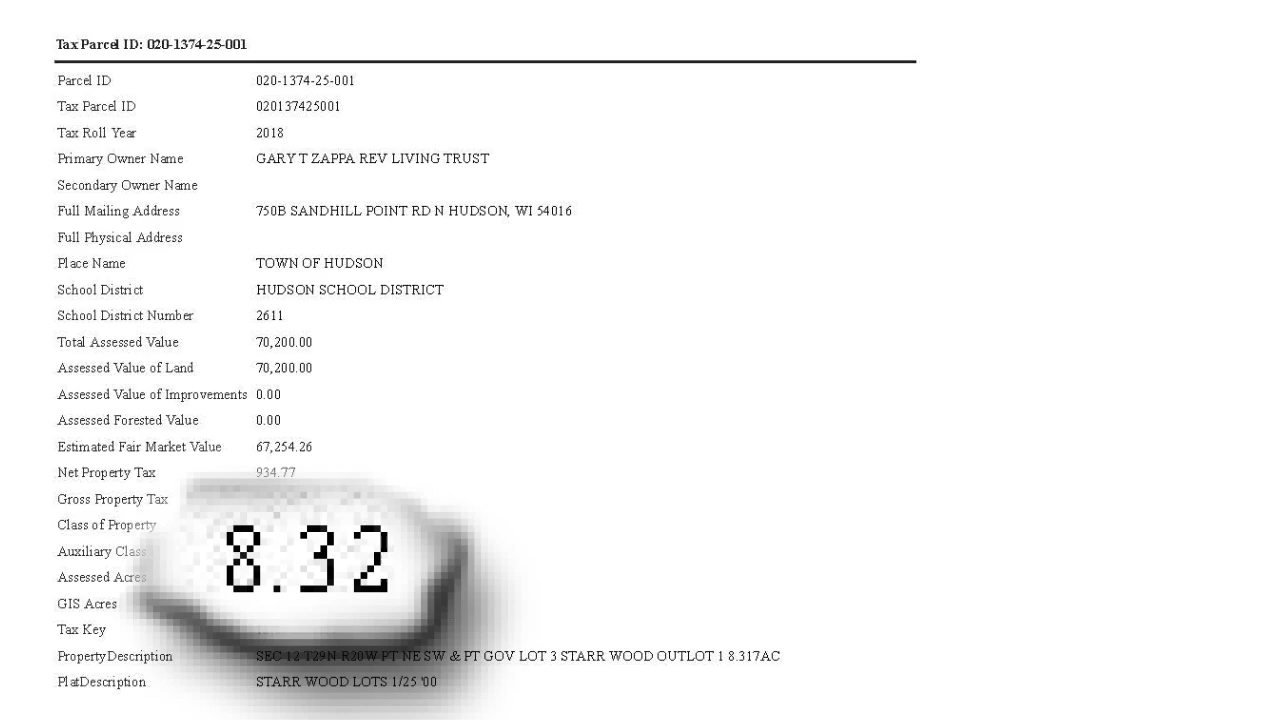 Tax Parcel ID: 020-1374-25-001
Parcel ID 020-1374-25-001
Tax Parcel ID 020137425001
Tax Roll Year 2018
Primary Owner Name GARY T ZAPPA REV LIVING TRUST
Secondary Owner Name
Full Mailing Address 750B SANDHILL POINT RD N HUDSON, WI 54016
Full Physical Address
Place Name TOWN OF HUDSON
School District HUDSON SCHOOL DISTRICT
School District Number 2611
Total Assessed Value 70,200.00
Assessed Value of Land 70,200.00
Assessed Value of Improvements 0.00
Assessed Forested Value 0.00
Estimated Fair Market Value 67,254.26
Net Property Tax 934.77
Gross Property Tax
Class of Property
Auxiliary Class
Assessed Acres 8.32
GIS Acres
Tax Key
PropertyDescription SEC 12 T29N R20W PT NE SW & PT GOV LOT 3 STARR WOOD OUTLOT 1 8.317AC
PlatDescription STARR WOOD LOTS 1/25 '00